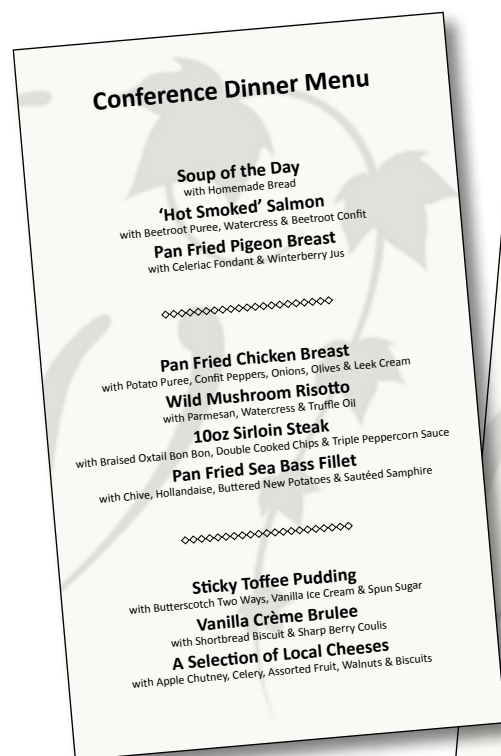 Conference Dinner Menu
Soup of the Day
with Homemade Bread
‘Hot Smoked’ Salmon
with Beetroot Puree, Watercress & Beetroot Confit
Pan Fried Pigeon Breast
with Celeriac Fondant & Winterberry Jus
Pan Fried Chicken Breast
with Potato Puree, Confit Peppers, Onions, Olives & Leek Cream
Wild Mushroom Risotto
with Parmesan, Watercress & Truffle Oil
10oz Sirloin Steak
with Braised Oxtail Bon Bon, Double Cooked Chips & Triple Peppercorn Sauce
Pan Fried Sea Bass Fillet
with Chive, Hollandaise, Buttered New Potatoes & Sautéed Samphire
Sticky Toffee Pudding
with Butterscotch Two Ways, Vanilla Ice Cream & Spun Sugar
Vanilla Crème Brulee
with Shortbread Biscuit & Sharp Berry Coulis
A Selection of Local Cheeses
with Apple Chutney, Celery, Assorted Fruit, Walnuts & Biscuits